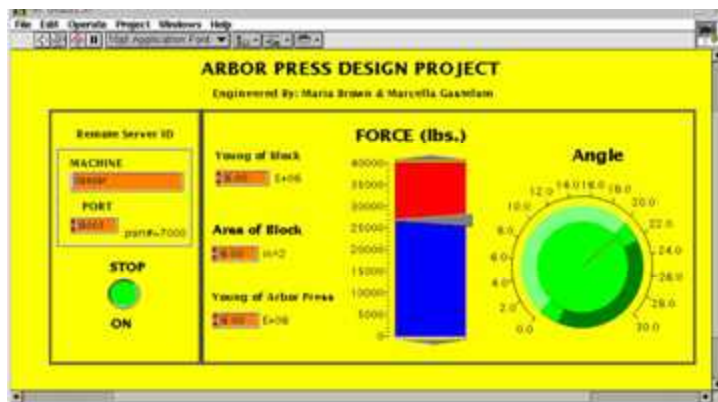 File Edit Operate Project Windows Help
Application Font
ARBOR PRESS DESIGN PROJECT
Engineered By: Maria Brown & Marcella
Remote Server ID
MACHINE
PORT
port#>7000
STOP
ON
Young of Block
E+06
Area of Block
in^2
Young of Arbor Press
E+06
FORCE (lbs.)
40000
35000
30000
25000
20000
15000
10000
5000
0
Angle
0.0
2.0
4.0
6.0
8.0
10.0
12.0
14.0
16.0
18.0
20.0
22.0
24.0
26.0
28.0
30.0